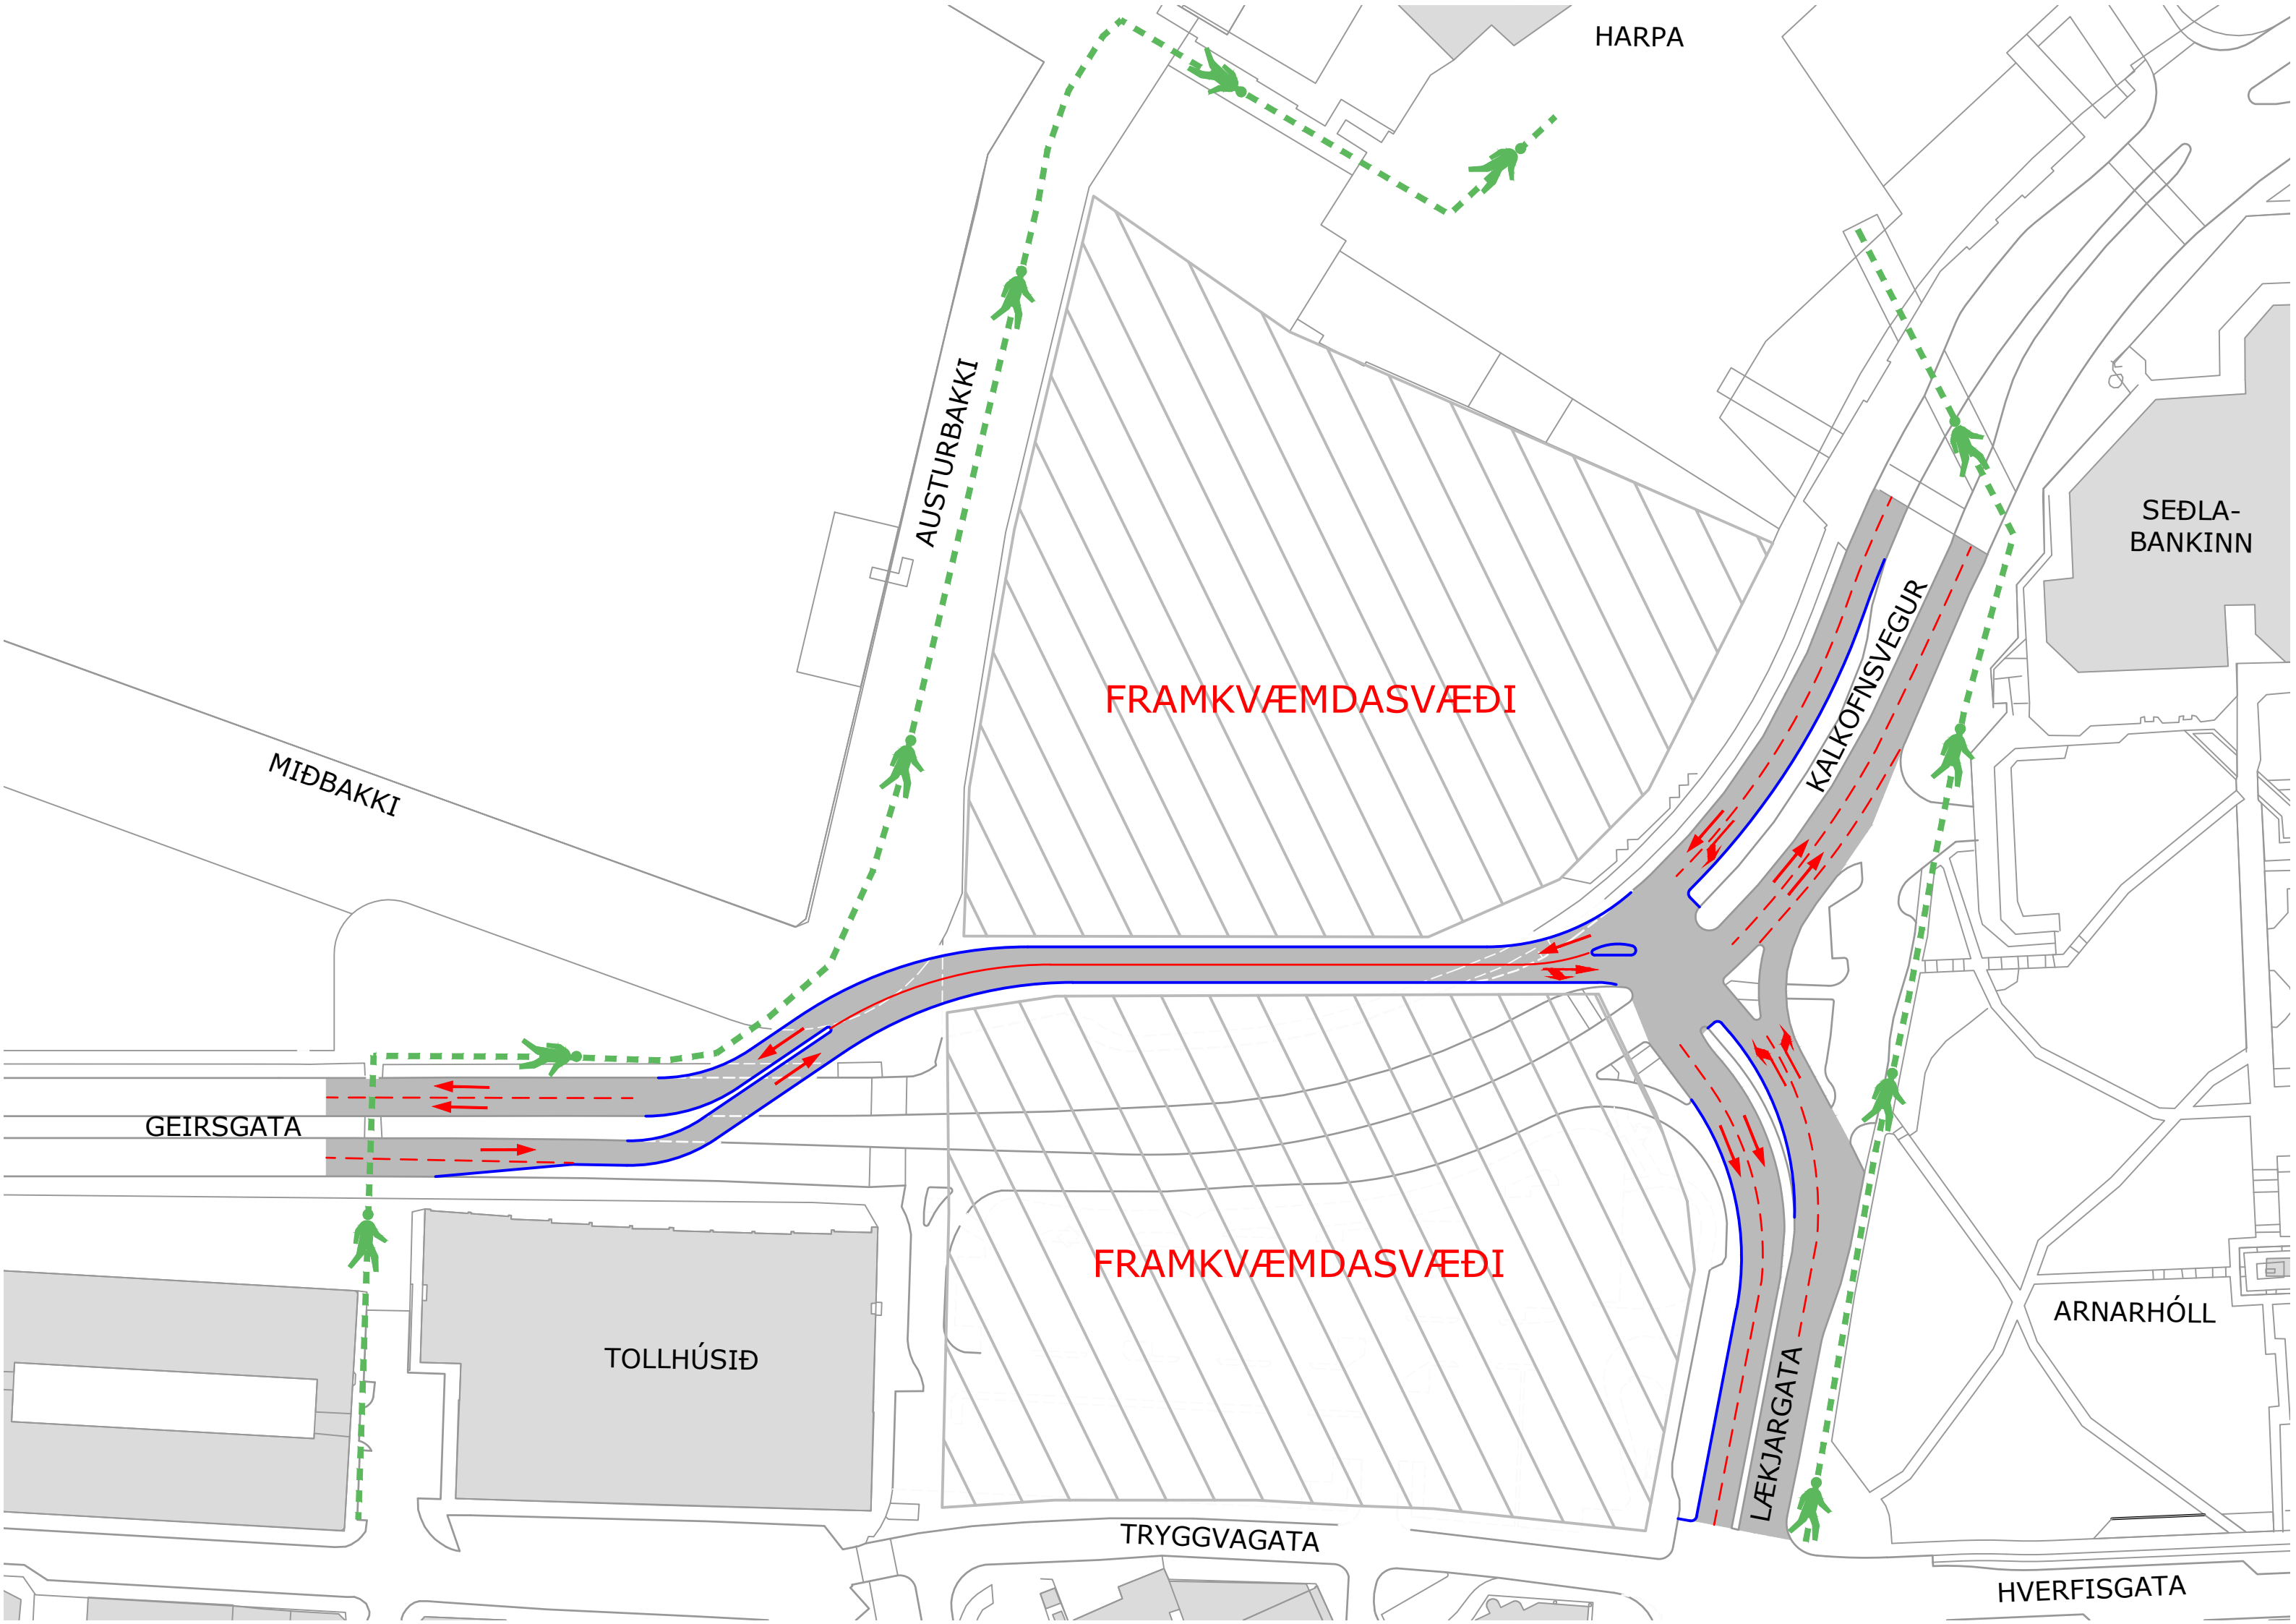 HARPA
AUSTURBAKKI
SEÐLA-
BANKINN
KALKOFNSVEGUR
FRAMKVÆMDASVÆÐI
MIÐBAKKI
GEIRSGATA
FRAMKVÆMDASVÆÐI
ARNARHÓLL
TOLLHÚSIÐ
LÆKJARGATA
TRYGGVAGATA
HVERFISGATA